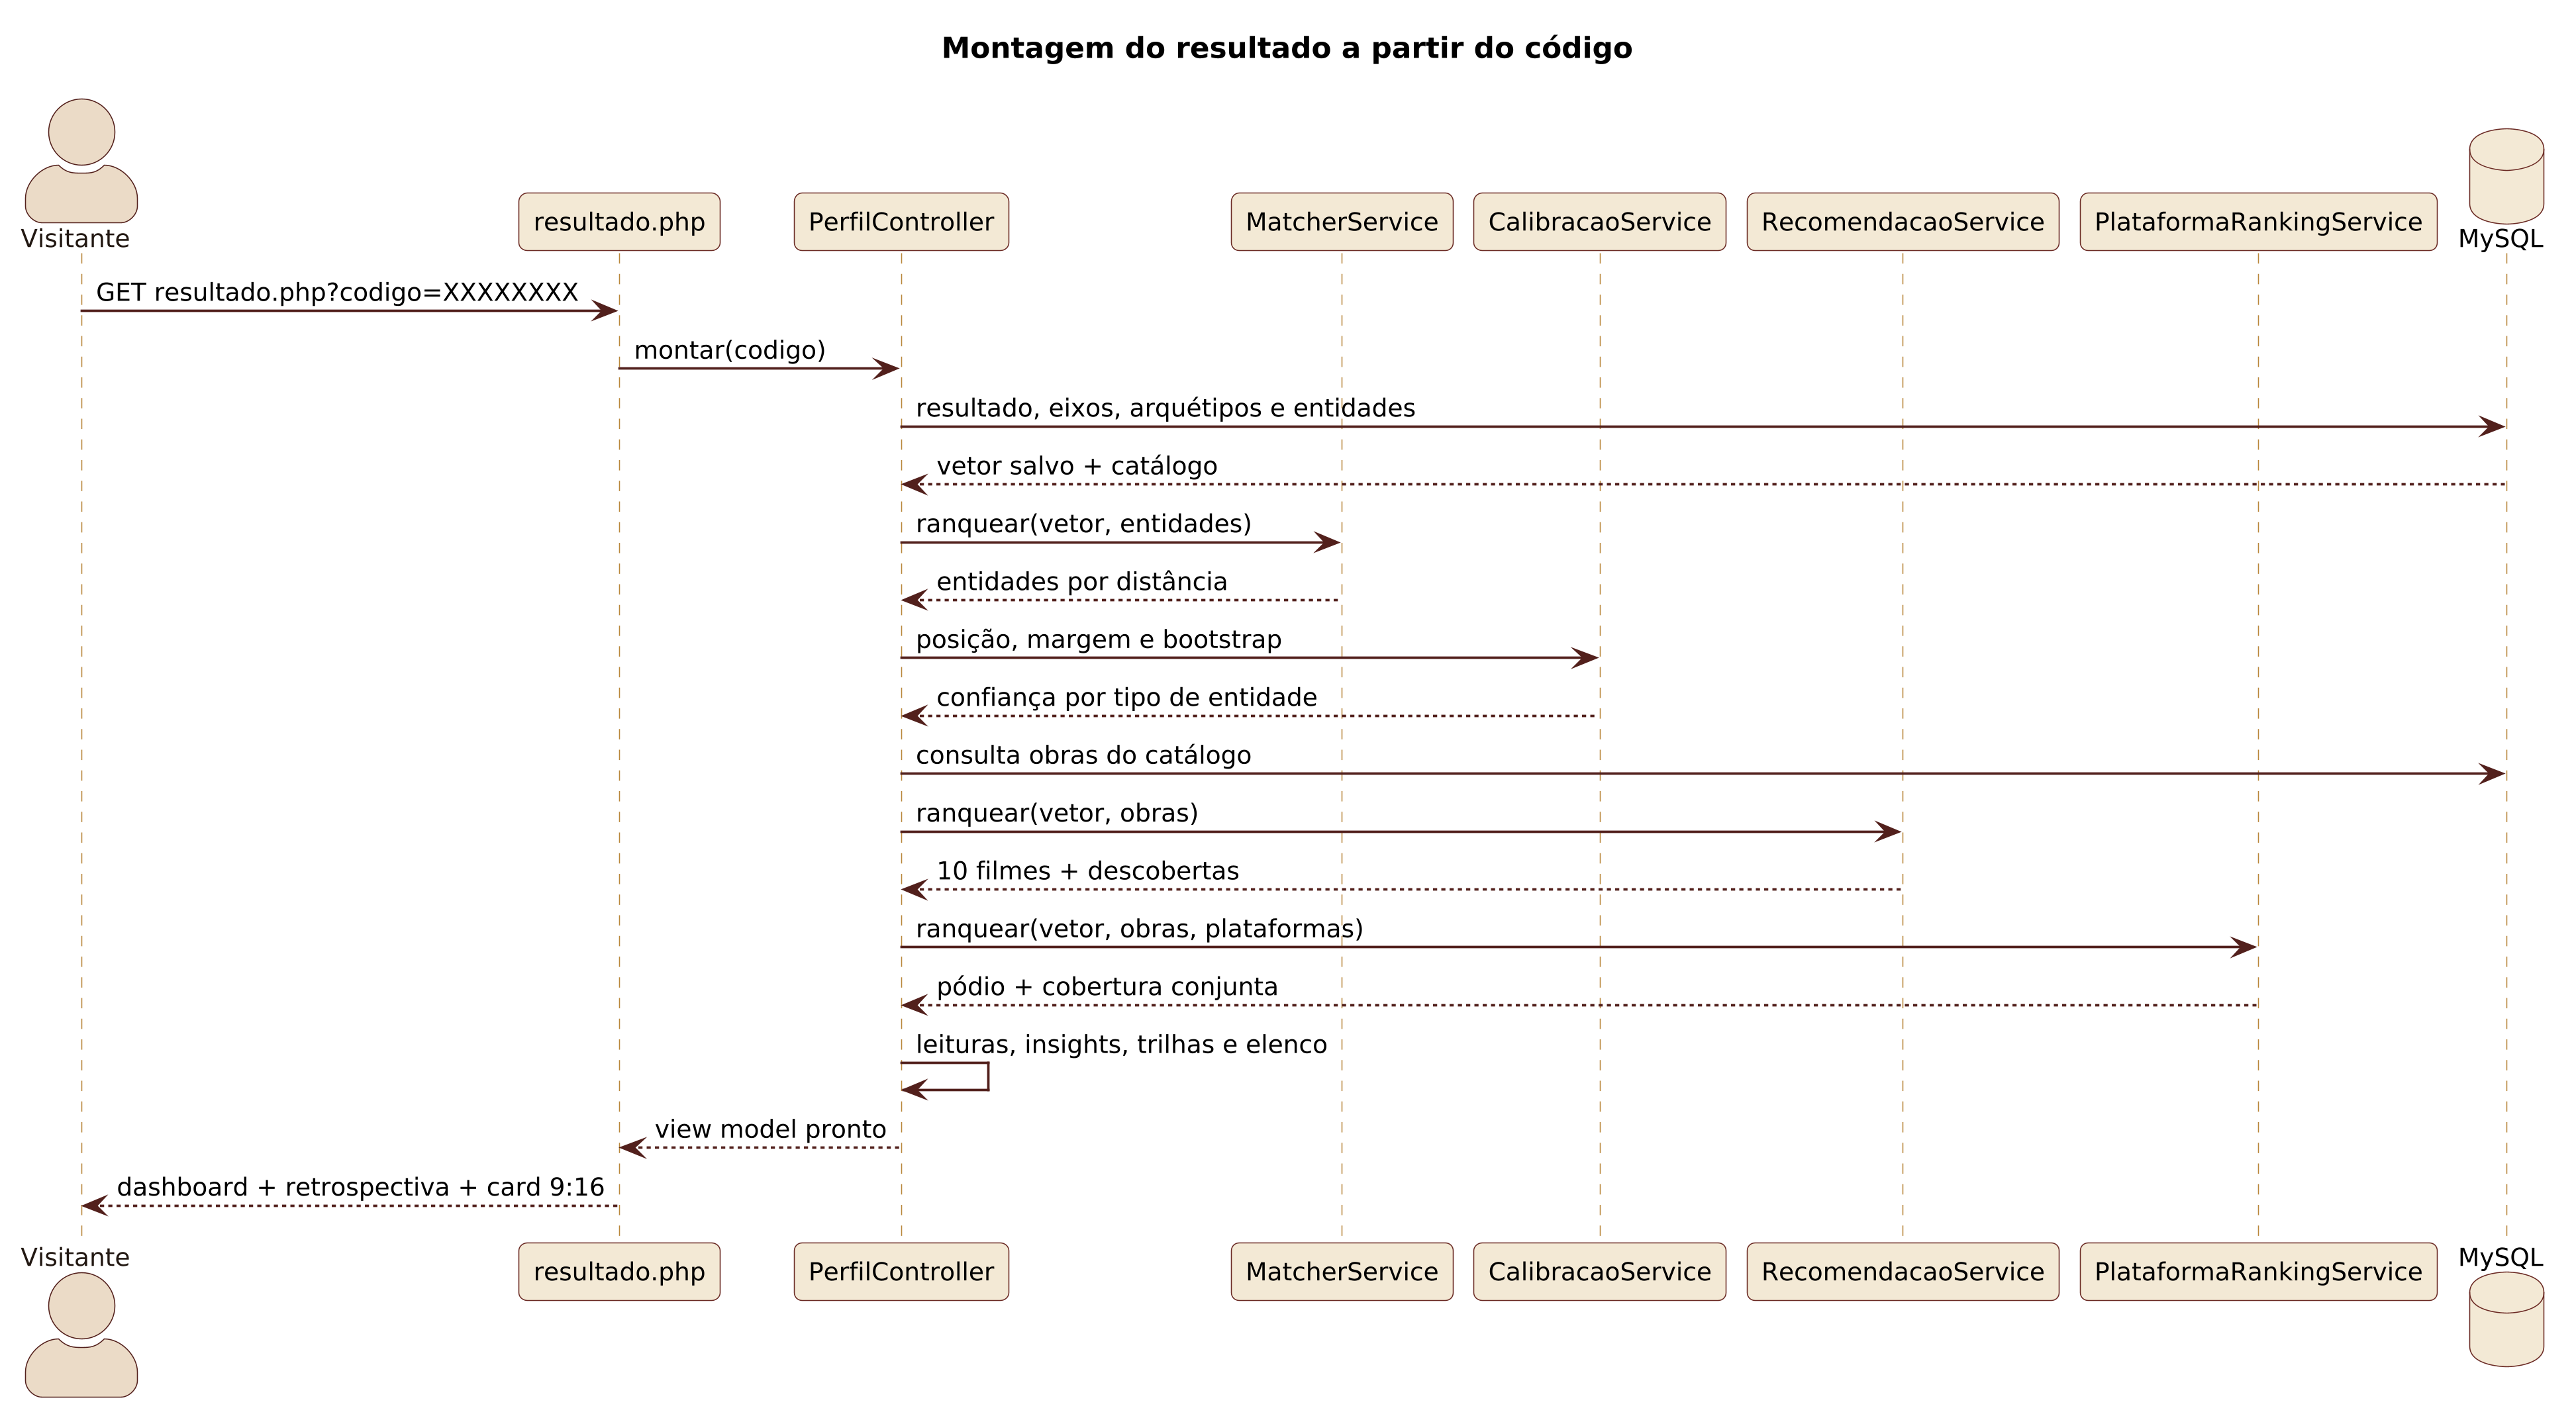 Montagem do resultado a partir do código
Visitante
resultado.php
PerfilController
MatcherService
CalibracaoService
RecomendacaoService
PlataformaRankingService
MySQL
GET resultado.php?codigo=XXXXXXXX
montar(codigo)
resultado, eixos, arquétipos e entidades
vetor salvo + catálogo
ranquear(vetor, entidades)
entidades por distância
posição, margem e bootstrap
confiança por tipo de entidade
consulta obras do catálogo
ranquear(vetor, obras)
10 filmes + descobertas
ranquear(vetor, obras, plataformas)
pódio + cobertura conjunta
leituras, insights, trilhas e elenco
view model pronto
dashboard + retrospectiva + card 9:16
Visitante
resultado.php
PerfilController
MatcherService
CalibracaoService
RecomendacaoService
PlataformaRankingService
MySQL